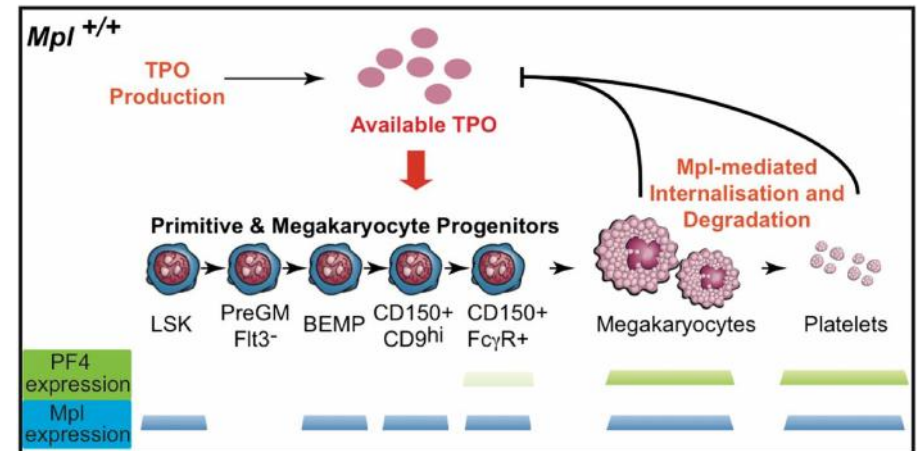 Mpl +/+
TPO
Production
Available TPO
Mpl-mediated
Internalisation and
Degradation
Primitive & Megakaryocyte Progenitors
LSK
PreGM
Flt3-
BEMP
CD150+
CD9hi
CD150+
FcγR+
Megakaryocytes
Platelets
PF4
expression
Mpl
expression